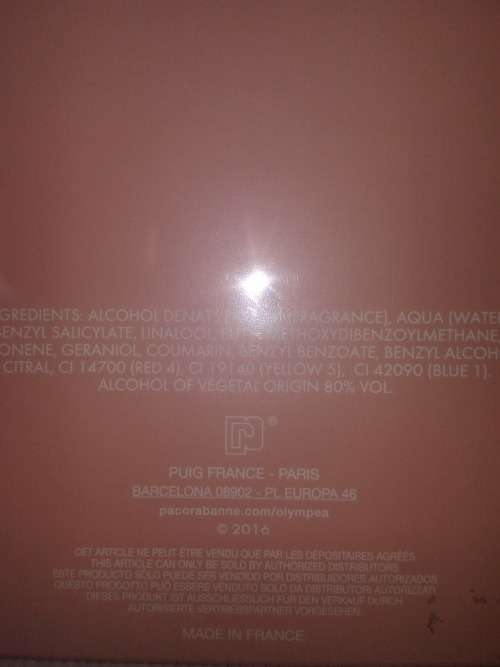 GREDIENTS: ALCOHOL DENAT FRAGRANCE), AQUA (WATER
BENZYL SALICYLATE, LINALOOL,
ONENE, GERANIOL, COUMARIN, BENZYL BENZOATE, BENZYL ALCOH
CITRAL, CI 14700 (RED 4), CI 19140 (YELLOW 5), CI 42090 (BLUE 1).
ALCOHOL OF VEGETAL ORIGIN 80% VOL.
®
PUIG FRANCE - PARIS
BARCELONA 08902 - PL EUROPA 46
pacorabanne.com/olympea
© 2016
CET ARTICLE NE PEUT ÊTRE VENDU QUE PAR LES DÉPOSITAIRES AGRÉÉS
THIS ARTICLE CAN ONLY BE SOLD BY AUTHORIZED DISTRIBUTORS
ESTE PRODUCTO SÓLO PUEDE SER VENDIDO POR DISTRIBUIDORES AUTORIZADOS
QUESTO PRODOTTO PUÒ ESSERE VENDUTO SOLO DA DISTRIBUTORI AUTORIZZATI
DIESES PRODUKT IST AUSSCHLIESSLICH FÜR DEN VERKAUF DURCH
AUTORISIERTE VERTRIEBSPARTNER VORGESEHEN.
MADE IN FRANCE